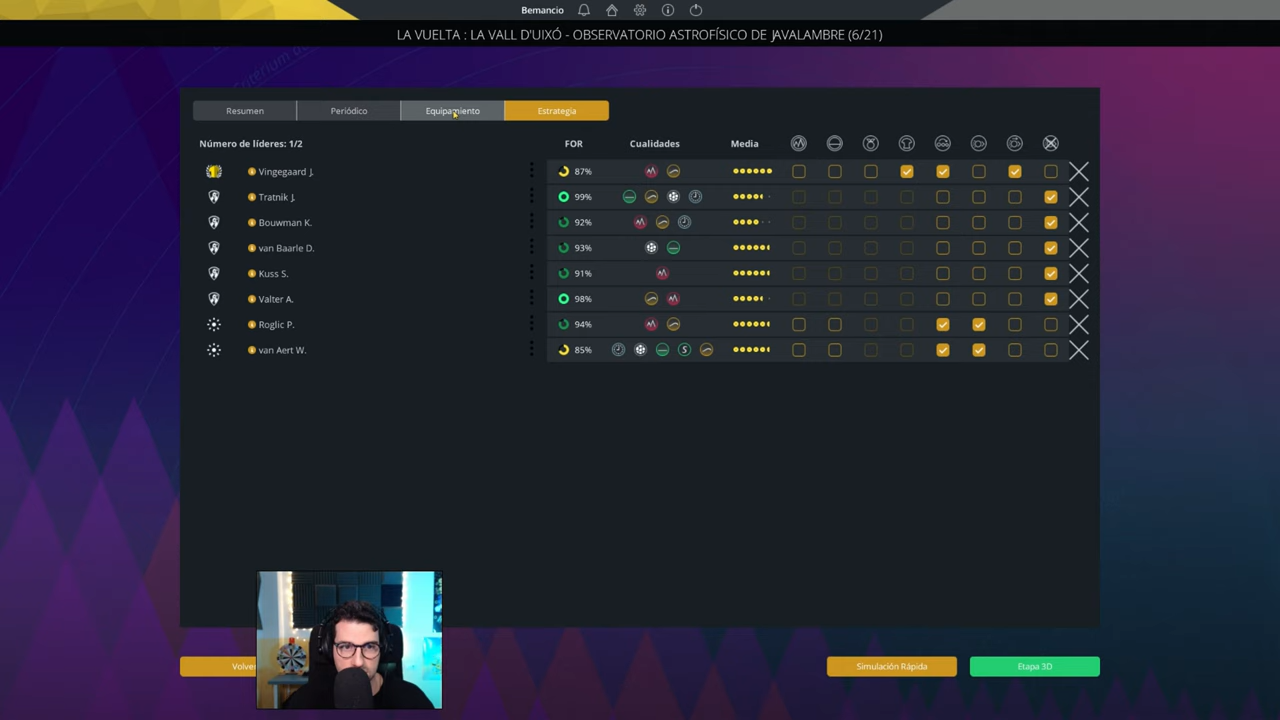 Bemancio
LA VUELTA : LA VALL D'UIXÓ - OBSERVATORIO ASTROFÍSICO DE JAVALAMBRE (6/21)
Resumen Periódico Equipamiento Estrategia
Número de líderes: 1/2 FOR Cualidades Media
1 Vingegaard J. 87%
Tratnik J. 99%
Bouwman K. 92%
van Baarle D. 93%
Kuss S. 91%
Valter A. 98%
Roglic P. 94%
van Aert W. 85% S
Volver Simulación Rápida Etapa 3D